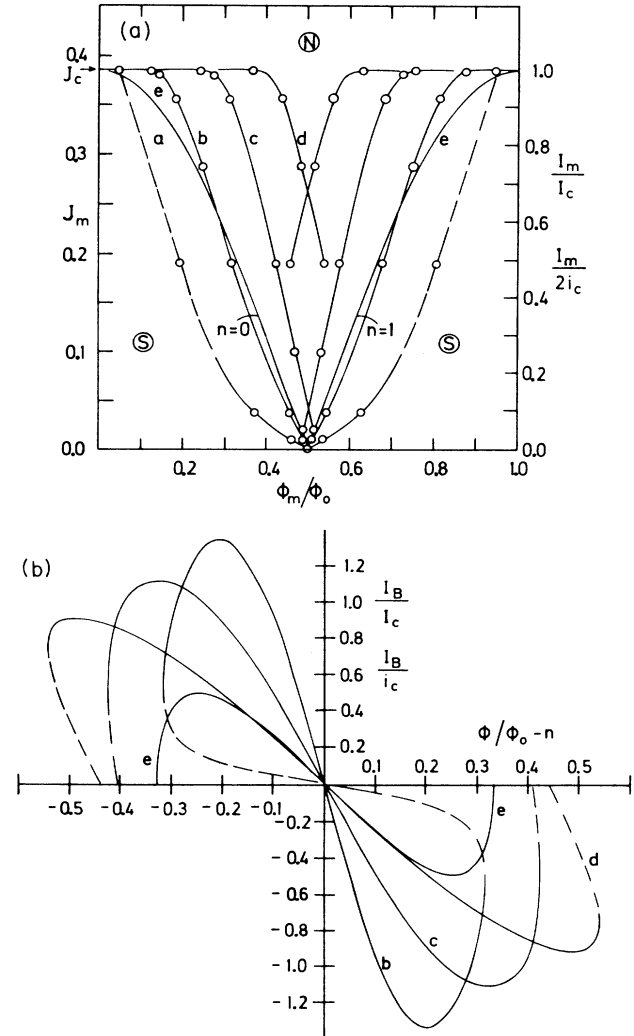 (a)
N
0.4
J_c→
1.0
e
a
b
c
d
e
0.8
0.3
I_m/I_c
J_m
0.6
0.2
I_m/2i_c
0.4
n=0
n=1
S
S
0.1
0.2
0.0
0.0
0.2
0.4
0.6
0.8
1.0
Φ_m/Φ_o
(b)
1.2
1.0
I_B/I_c
0.8
0.6
I_B/i_c
0.4
e
0.2
Φ/Φ_o-n
-0.5
-0.4
-0.3
-0.2
-0.1
0.1
0.2
0.3
0.4
0.5
-0.2
e
-0.4
d
-0.6
-0.8
c
b
-1.0
-1.2